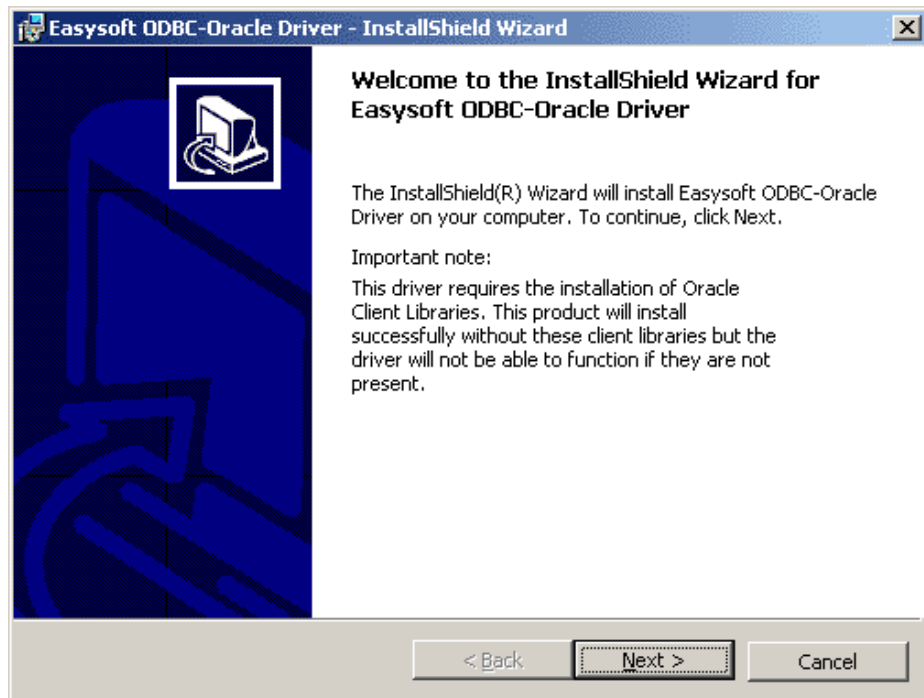 Easysoft ODBC-Oracle Driver - InstallShield Wizard
Welcome to the InstallShield Wizard for
Easysoft ODBC-Oracle Driver
The InstallShield(R) Wizard will install Easysoft ODBC-Oracle
Driver on your computer. To continue, click Next.
Important note:
This driver requires the installation of Oracle
Client Libraries. This product will install
successfully without these client libraries but the
driver will not be able to function if they are not
present.
< Back
Next >
Cancel